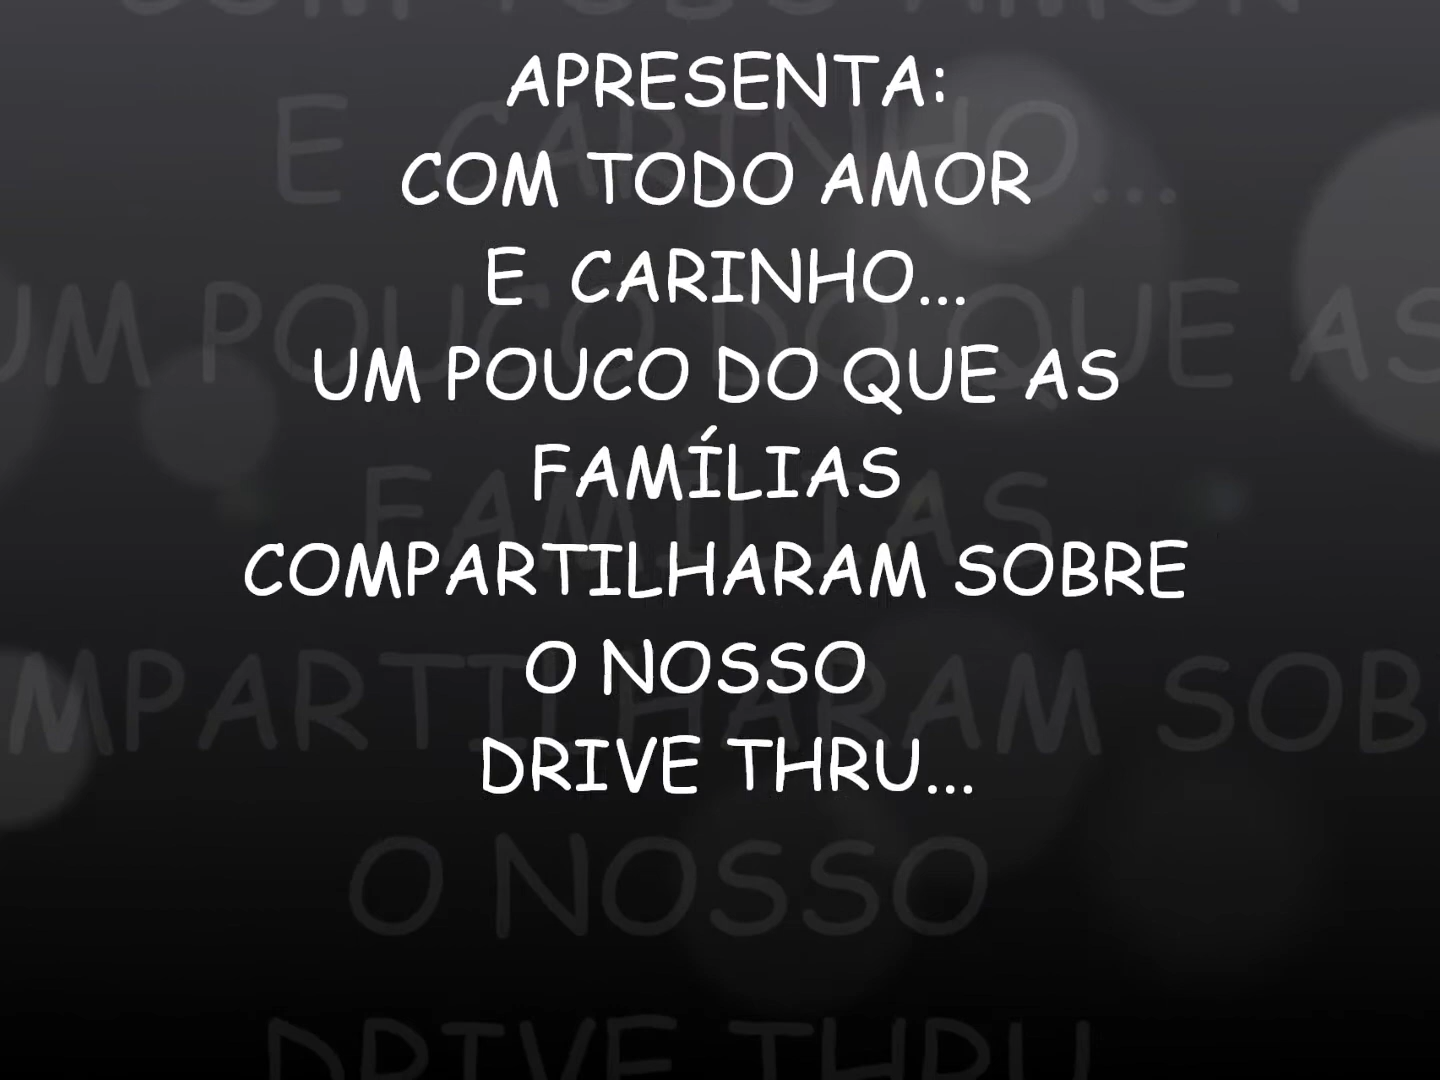 APRESENTA:
COM TODO AMOR
E CARINHO...
UM POUCO DO QUE AS
FAMÍLIAS
COMPARTILHARAM SOBRE
O NOSSO
DRIVE THRU...